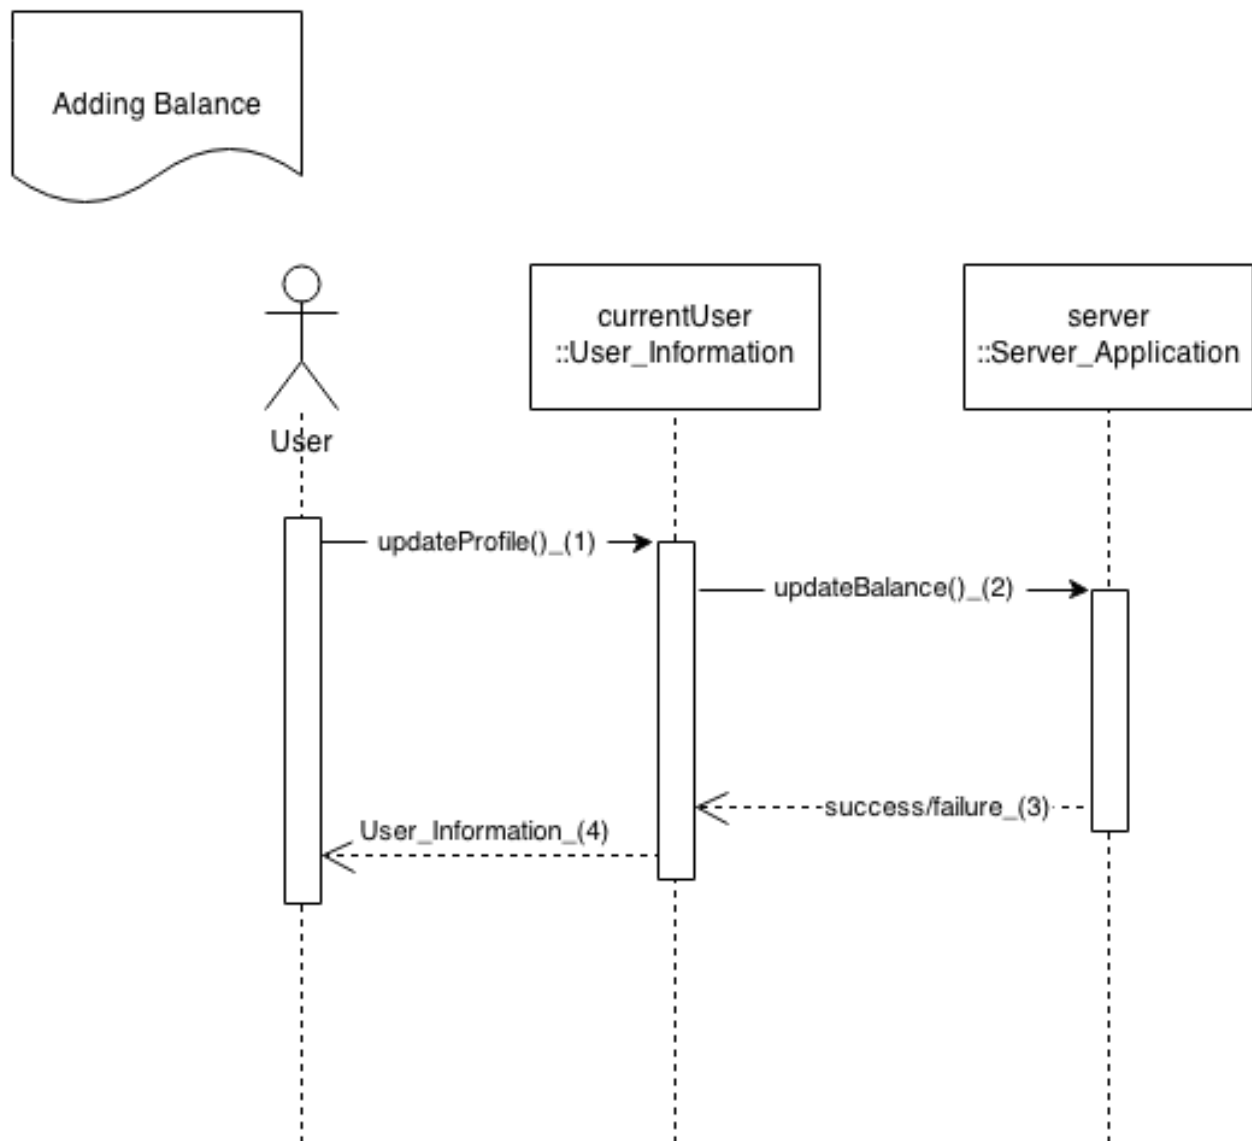 Adding Balance
currentUser
::User_Information
server
::Server_Application
User
updateProfile()_(1)
updateBalance()_(2)
success/failure_(3)
User_Information_(4)